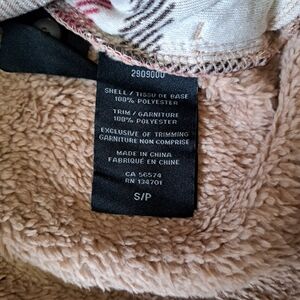 2909000
SHELL / TISSU DE BASE
100% POLYESTER
TRIM / GARNITURE
100% POLYESTER
EXCLUSIVE OF TRIMMING
GARNITURE NON COMPRISE
MADE IN CHINA
FABRIQUÉ EN CHINE
CA 56574
RN 134701
S/P